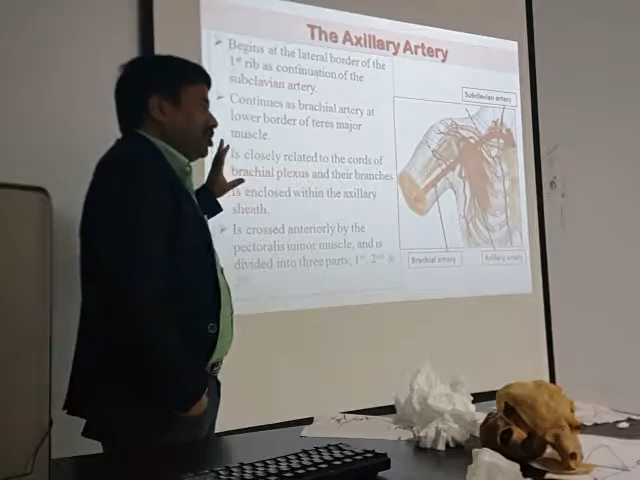 The Axillary Artery
Begins at the lateral border of the
1st rib as continuation of the
subclavian artery.
Continues as brachial artery at
lower border of teres major
muscle.
Is closely related to the cords of
brachial plexus and their branches
Is enclosed within the axillary
sheath.
Is crossed anteriorly by the
pectoralis minor muscle, and is
divided into three parts; 1st, 2nd &
Subclavian artery
Brachial artery
Axillary artery